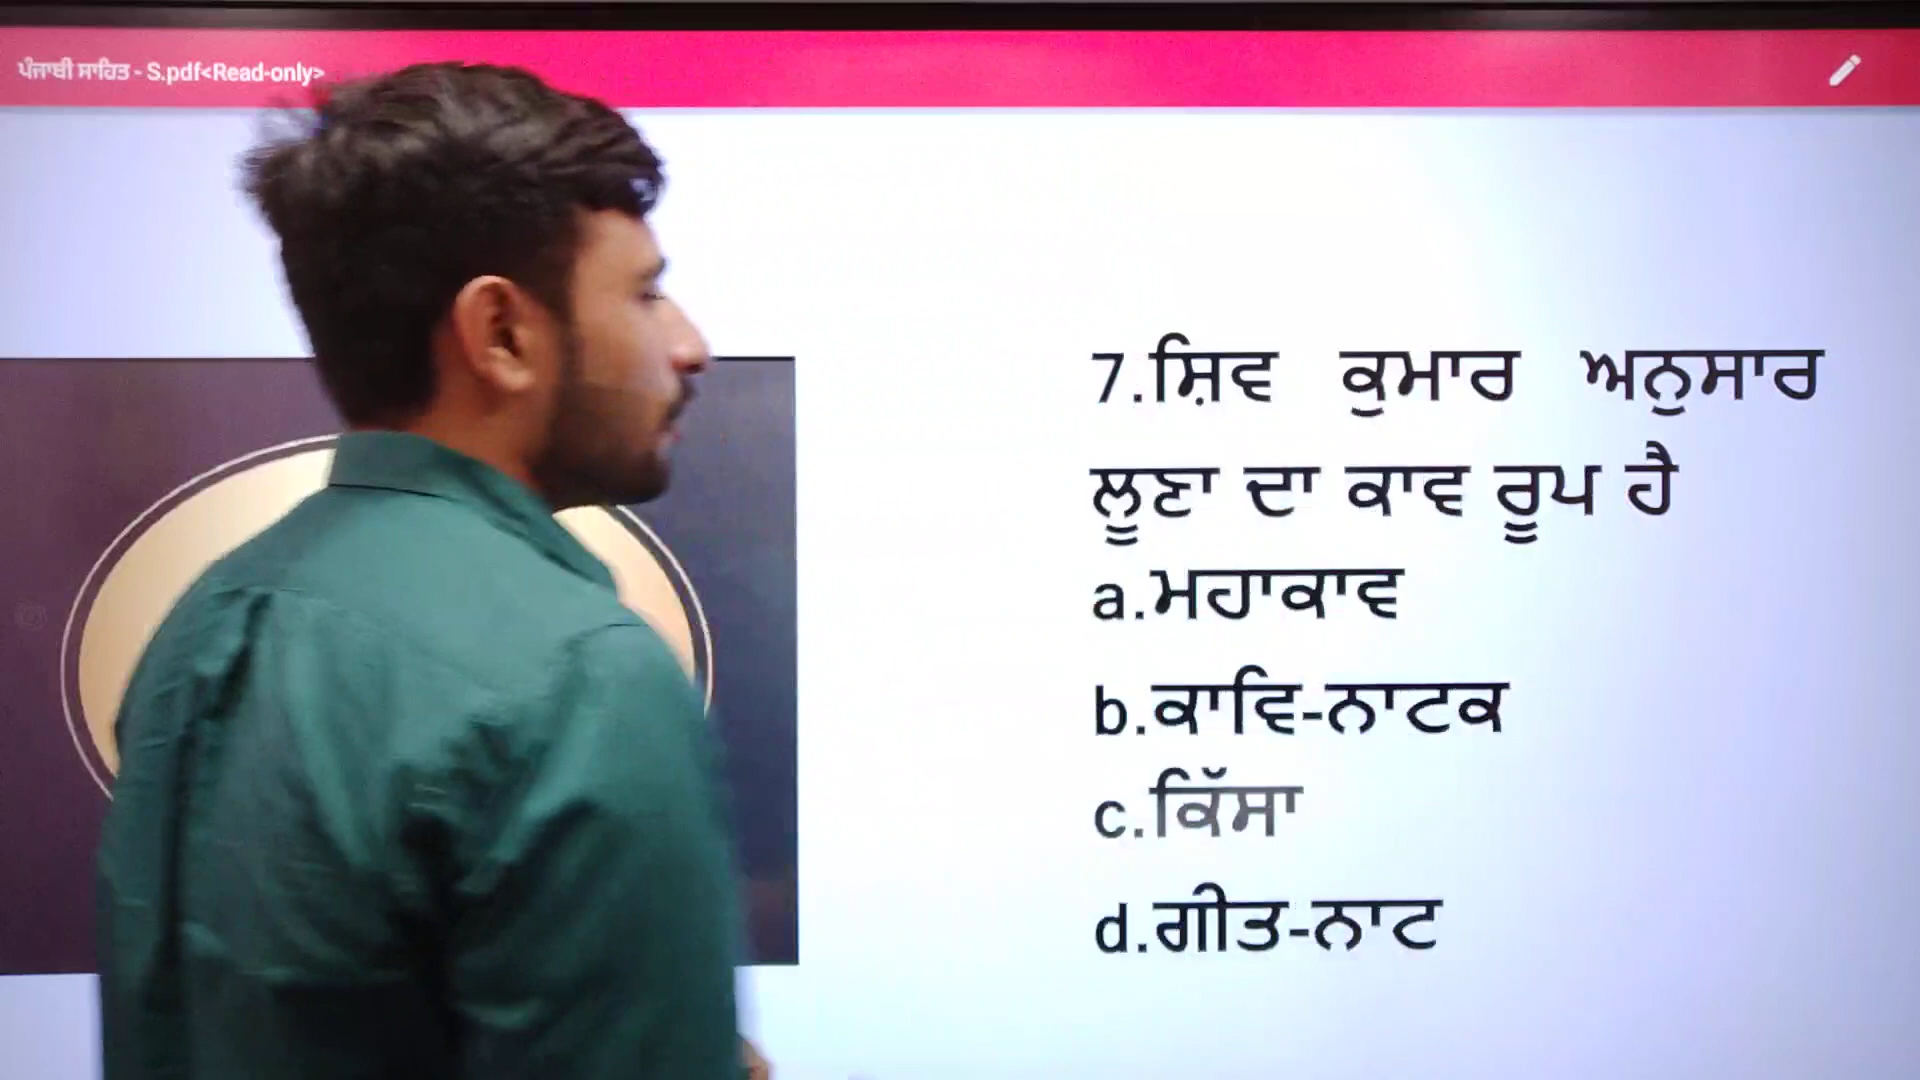 ਪੰਜਾਬੀ ਸਾਹਿਤ - S.pdf<Read-only>
7.ਸ਼ਿਵ ਕੁਮਾਰ ਅਨੁਸਾਰ
ਲੂਣਾ ਦਾ ਕਾਵ ਰੂਪ ਹੈ
a.ਮਹਾਕਾਵ
b.ਕਾਵਿ-ਨਾਟਕ
c.ਕਿੱਸਾ
d.ਗੀਤ-ਨਾਟ